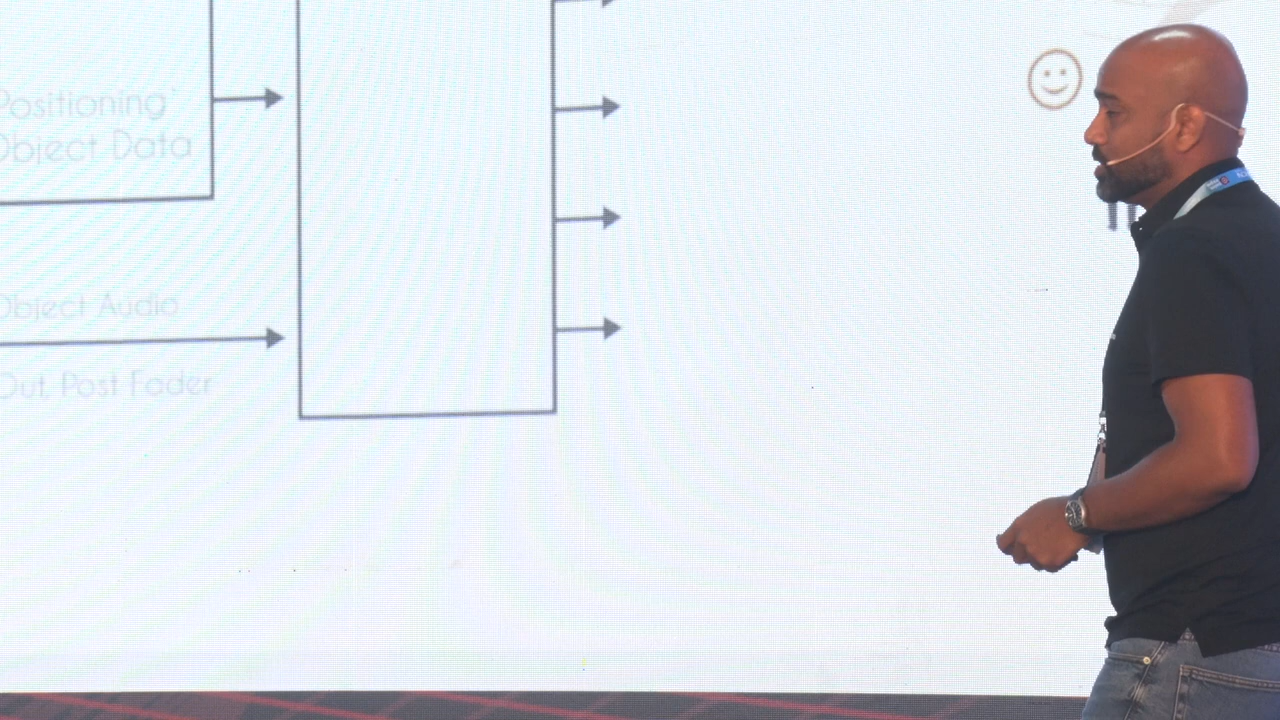 Positioning
Object Data
Object Audio
Out, Post Fader